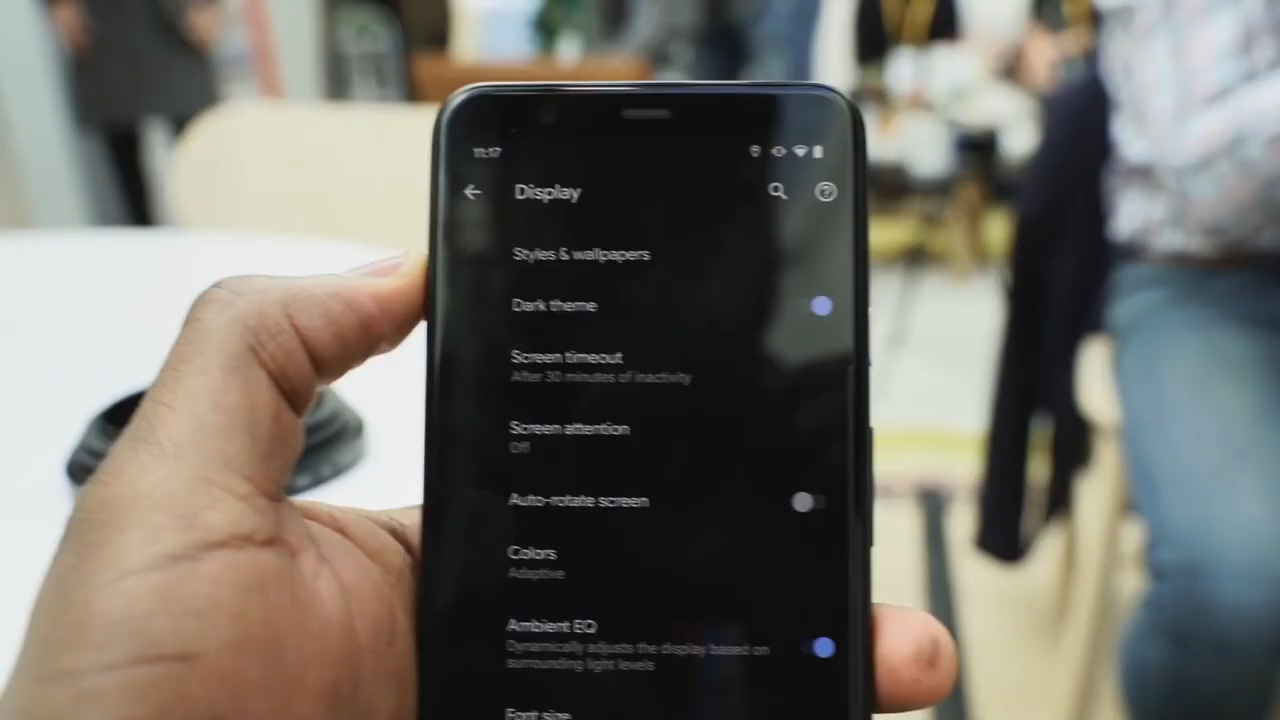 11:17
Display
Styles & wallpapers
Dark theme
Screen timeout
After 30 minutes of inactivity
Screen attention
Off
Auto-rotate screen
Colors
Adaptive
Ambient EQ
Dynamically adjusts the display based on
surrounding light levels
Font size